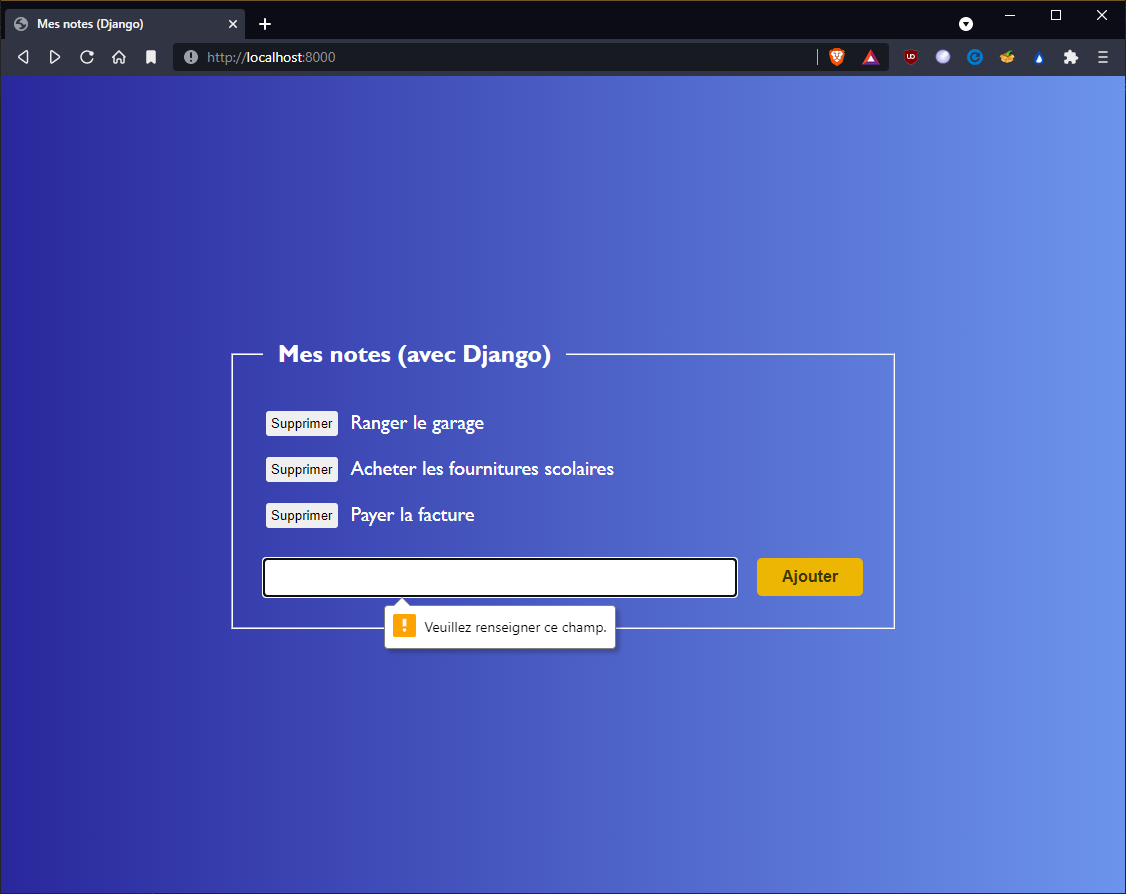 Mes notes (Django)
http://localhost:8000
Mes notes (avec Django)
Supprimer Ranger le garage
Supprimer Acheter les fournitures scolaires
Supprimer Payer la facture
Ajouter
Veuillez renseigner ce champ.